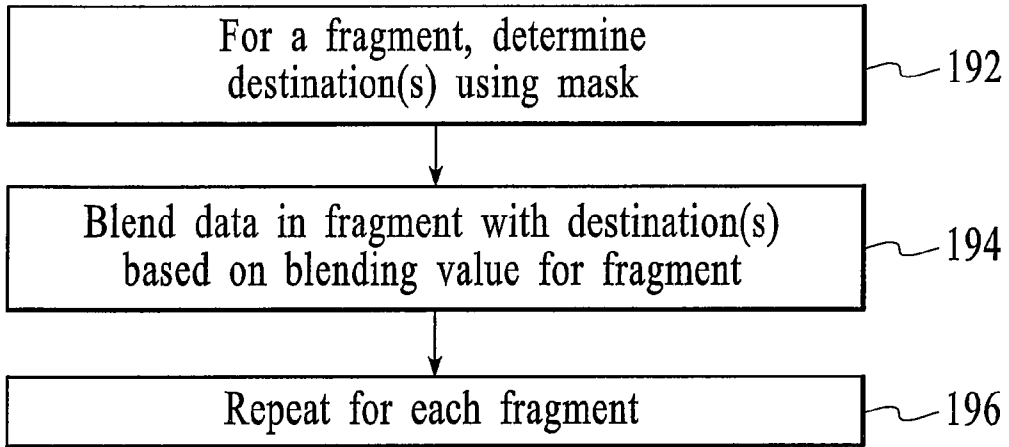 For a fragment, determine
destination(s) using mask
192
Blend data in fragment with destination(s)
based on blending value for fragment
194
Repeat for each fragment
196